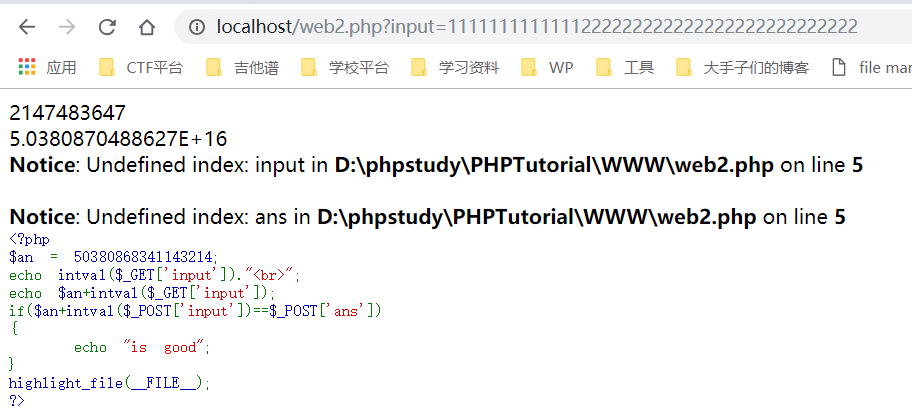 localhost/web2.php?input=1111111111111222222222222222222222222222
应用 CTF平台 吉他谱 学校平台 学习资料 WP 工具 大手子们的博客 file mar
2147483647
5.0380870488627E+16
Notice: Undefined index: input in D:\phpstudy\PHPTutorial\WWW\web2.php on line 5
Notice: Undefined index: ans in D:\phpstudy\PHPTutorial\WWW\web2.php on line 5
<?php
$an = 50380868341143214;
echo intval($_GET['input'])."<br>";
echo $an+intval($_GET['input']);
if($an+intval($_POST['input'])==$_POST['ans'])
{
echo "is good";
}
highlight_file(__FILE__);
?>